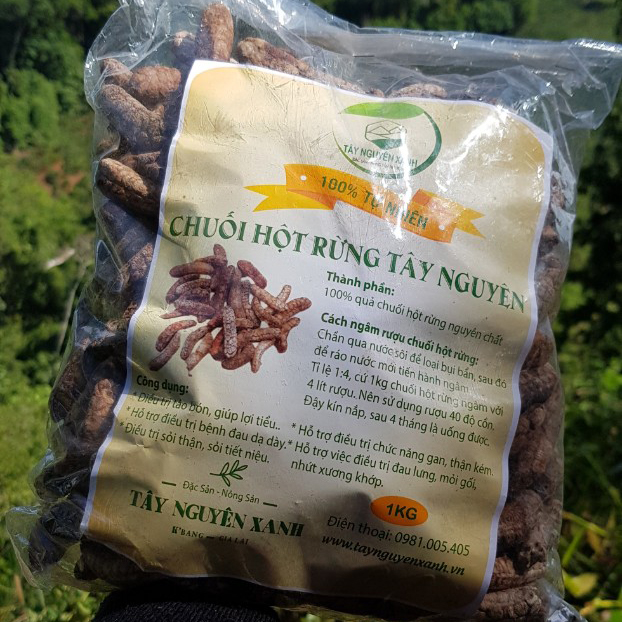 TÂY NGUYÊN XANH
100% TỰ NHIÊN
CHUỐI HỘT RỪNG TÂY NGUYÊN
Thành phần:
100% quả chuối hột rừng nguyên chất
Cách ngâm rượu chuối hột rừng:
Chần qua nước sôi để loại bụi bẩn, sau đó
để ráo nước mới tiến hành ngâm.
Tỉ lệ 1:4, cứ 1kg chuối hột rừng ngâm với
4 lít rượu. Nên sử dụng rượu 40 độ cồn.
Đậy kín nắp, sau 4 tháng là uống được.
Công dụng:
*Điều trị táo bón, giúp lợi tiểu..
*Hỗ trợ điều trị bệnh đau dạ dày.
*Điều trị sỏi thận, sỏi tiết niệu.
* Hỗ trợ điều trị chức năng gan, thận kém.
* Hỗ trợ việc điều trị đau lưng, mỏi gối,
nhứt xương khớp.
Đặc Sản - Nông Sản
TÂY NGUYÊN XANH
K'BANG - GIA LAI
1KG
Điện thoại: 0981.005.405
www.taynguyenxanh.vn